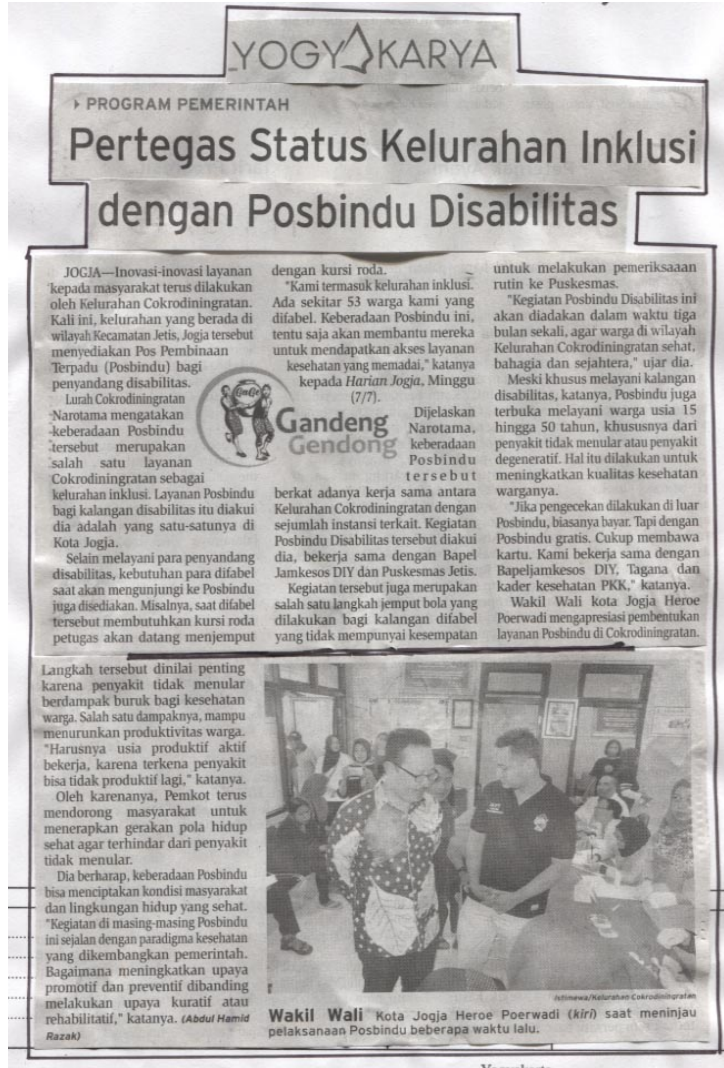 YOGYAKARYA
PROGRAM PEMERINTAH
Pertegas Status Kelurahan Inklusi
dengan Posbindu Disabilitas
JOGJA—Inovasi-inovasi layanan
kepada masyarakat terus dilakukan
oleh Kelurahan Cokrodiningratan.
Kali ini, kelurahan yang berada di
wilayah Kecamatan Jetis, Jogja tersebut
menyediakan Pos Pembinaan
Terpadu (Posbindu) bagi
penyandang disabilitas.
Lurah Cokrodiningratan
Narotama mengatakan
keberadaan Posbindu
tersebut merupakan
salah satu layanan
Cokrodiningratan sebagai
kelurahan inklusi. Layanan Posbindu
bagi kalangan disabilitas itu diakui
dia adalah yang satu-satunya di
Kota Jogja.
Selain melayani para penyandang
disabilitas, kebutuhan para difabel
saat akan mengunjungi ke Posbindu
juga disediakan. Misalnya, saat difabel
tersebut membutuhkan kursi roda
petugas akan datang menjemput
dengan kursi roda.
"Kami termasuk kelurahan inklusi.
Ada sekitar 53 warga kami yang
difabel. Keberadaan Posbindu ini,
tentu saja akan membantu mereka
untuk mendapatkan akses layanan
kesehatan yang memadai," katanya
kepada Harian Jogja, Minggu
(7/7).
Gandeng
Gendong
Dijelaskan
Narotama,
keberadaan
Posbindu
tersebut
berkat adanya kerja sama antara
Kelurahan Cokrodiningratan dengan
sejumlah instansi terkait. Kegiatan
Posbindu Disabilitas tersebut diakui
dia, bekerja sama dengan Bapel
Jamkesos DIY dan Puskesmas Jetis.
Kegiatan tersebut juga merupakan
salah satu langkah jemput bola yang
dilakukan bagi kalangan difabel
yang tidak mempunyai kesempatan
untuk melakukan pemeriksaaan
rutin ke Puskesmas.
"Kegiatan Posbindu Disabilitas ini
akan diadakan dalam waktu tiga
bulan sekali, agar warga di wilayah
Kelurahan Cokrodiningratan sehat,
bahagia dan sejahtera," ujar dia.
Meski khusus melayani kalangan
disabilitas, katanya, Posbindu juga
terbuka melayani warga usia 15
hingga 50 tahun, khususnya dari
penyakit tidak menular atau penyakit
degeneratif. Hal itu dilakukan untuk
meningkatkan kualitas kesehatan
warganya.
"Jika pengecekan dilakukan di luar
Posbindu, biasanya bayar. Tapi dengan
Posbindu gratis. Cukup membawa
kartu. Kami bekerja sama dengan
Bapeljamkesos DIY, Tagana dan
kader kesehatan PKK," katanya.
Wakil Wali kota Jogja Heroe
Poerwadi mengapresiasi pembentukan
layanan Posbindu di Cokrodiningratan.
Langkah tersebut dinilai penting
karena penyakit tidak menular
berdampak buruk bagi kesehatan
warga. Salah satu dampaknya, mampu
menurunkan produktivitas warga.
"Harusnya usia produktif aktif
bekerja, karena terkena penyakit
bisa tidak produktif lagi," katanya.
Oleh karenanya, Pemkot terus
mendorong masyarakat untuk
menerapkan gerakan pola hidup
sehat agar terhindar dari penyakit
tidak menular.
Dia berharap, keberadaan Posbindu
bisa menciptakan kondisi masyarakat
dan lingkungan hidup yang sehat.
"Kegiatan di masing-masing Posbindu
ini sejalan dengan paradigma kesehatan
yang dikembangkan pemerintah.
Bagaimana meningkatkan upaya
promotif dan preventif dibanding
melakukan upaya kuratif atau
rehabilitatif," katanya. (Abdul Hamid
Razak)
Istimewa/Kelurahan Cokrodiningratan
Wakil Wali Kota Jogja Heroe Poerwadi (kiri) saat meninjau
pelaksanaan Posbindu beberapa waktu lalu.